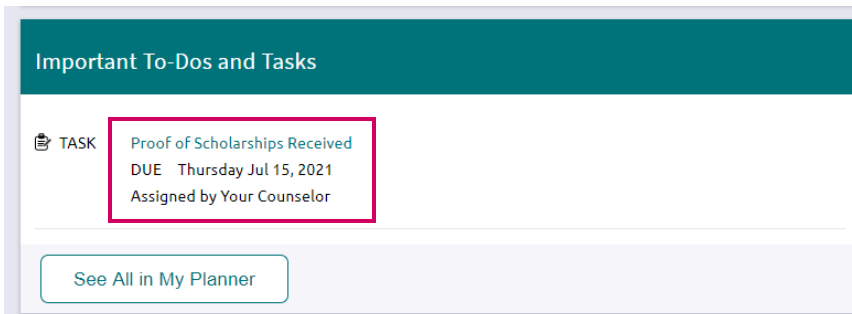 Important To-Dos and Tasks
TASK Proof of Scholarships Received
DUE Thursday Jul 15, 2021
Assigned by Your Counselor
See All in My Planner